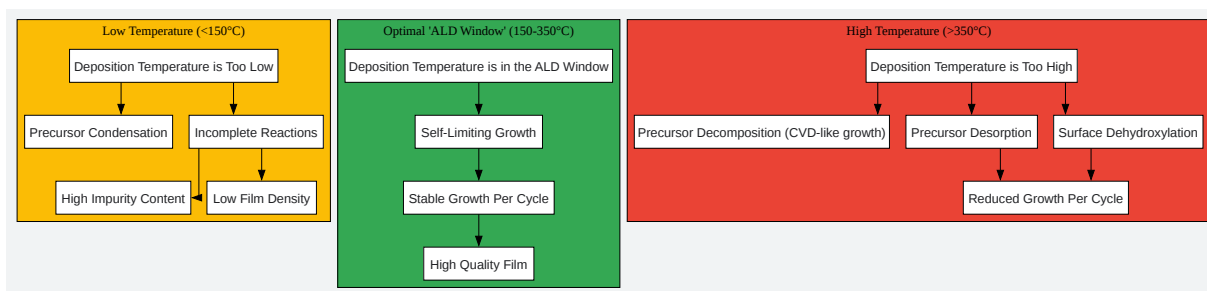 Low Temperature (<150°C)
Deposition Temperature is Too Low
Precursor Condensation
Incomplete Reactions
High Impurity Content
Low Film Density
Optimal 'ALD Window' (150-350°C)
Deposition Temperature is in the ALD Window
Self-Limiting Growth
Stable Growth Per Cycle
High Quality Film
High Temperature (>350°C)
Deposition Temperature is Too High
Precursor Decomposition (CVD-like growth)
Precursor Desorption
Surface Dehydroxylation
Reduced Growth Per Cycle